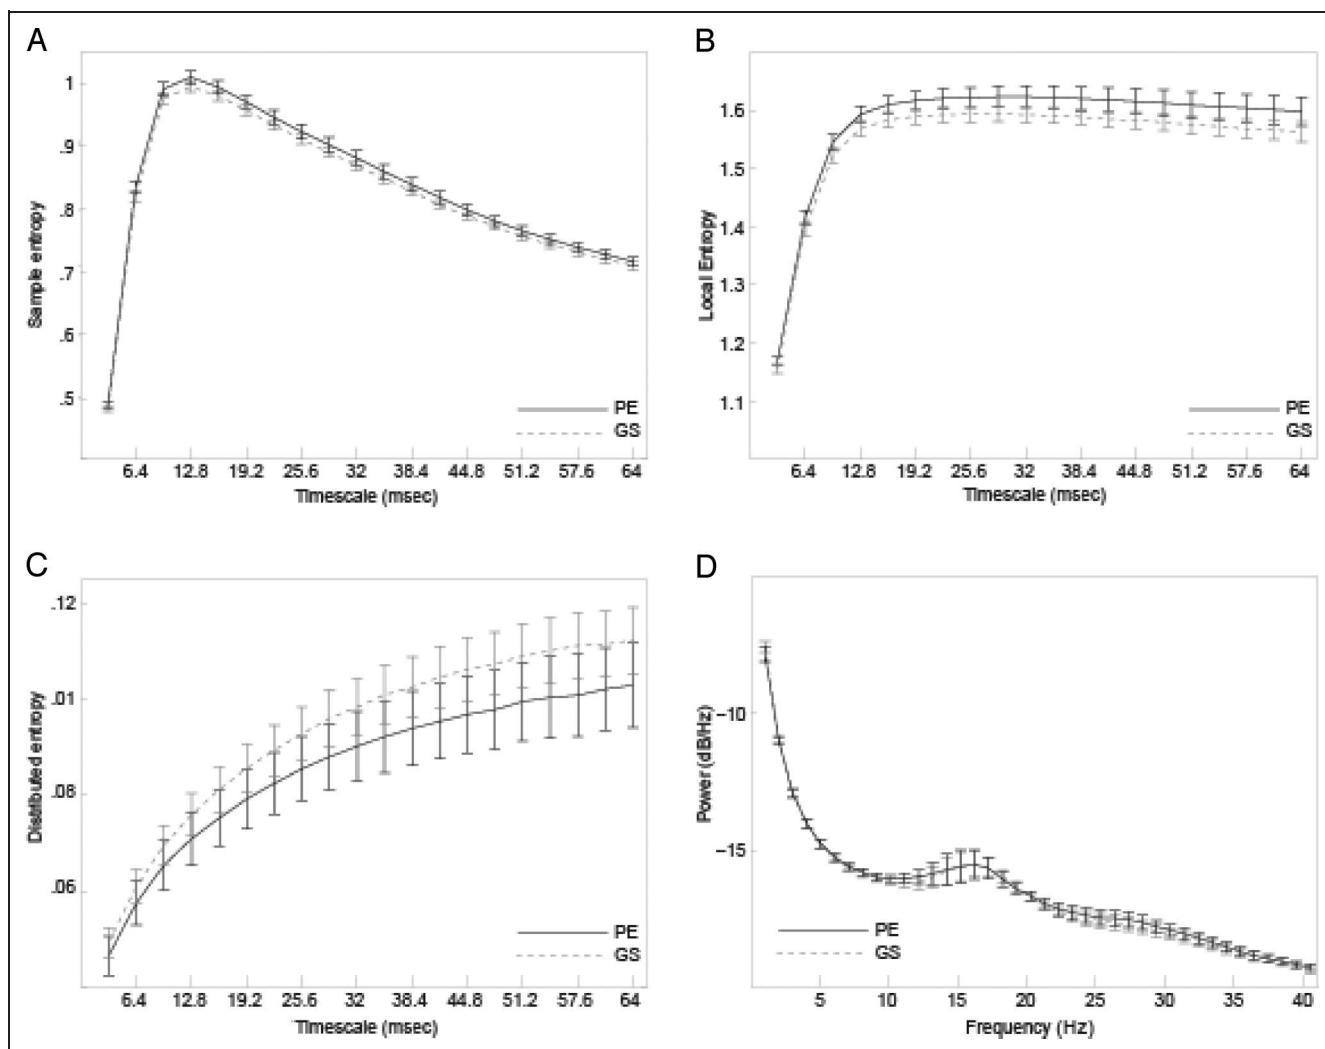 A
Sample entropy
1
.9
.8
.7
.6
.5
PE
GS
6.4 12.8 19.2 25.6 32 38.4 44.8 51.2 57.6 64
Timescale (msec)
B
Local Entropy
1.6
1.5
1.4
1.3
1.2
1.1
PE
GS
6.4 12.8 19.2 25.6 32 38.4 44.8 51.2 57.6 64
Timescale (msec)
C
Distributed entropy
.12
.01
.08
.06
PE
GS
6.4 12.8 19.2 25.6 32 38.4 44.8 51.2 57.6 64
Timescale (msec)
D
Power (dB/Hz)
−10
−15
PE
GS
5 10 15 20 25 30 35 40
Frequency (Hz)